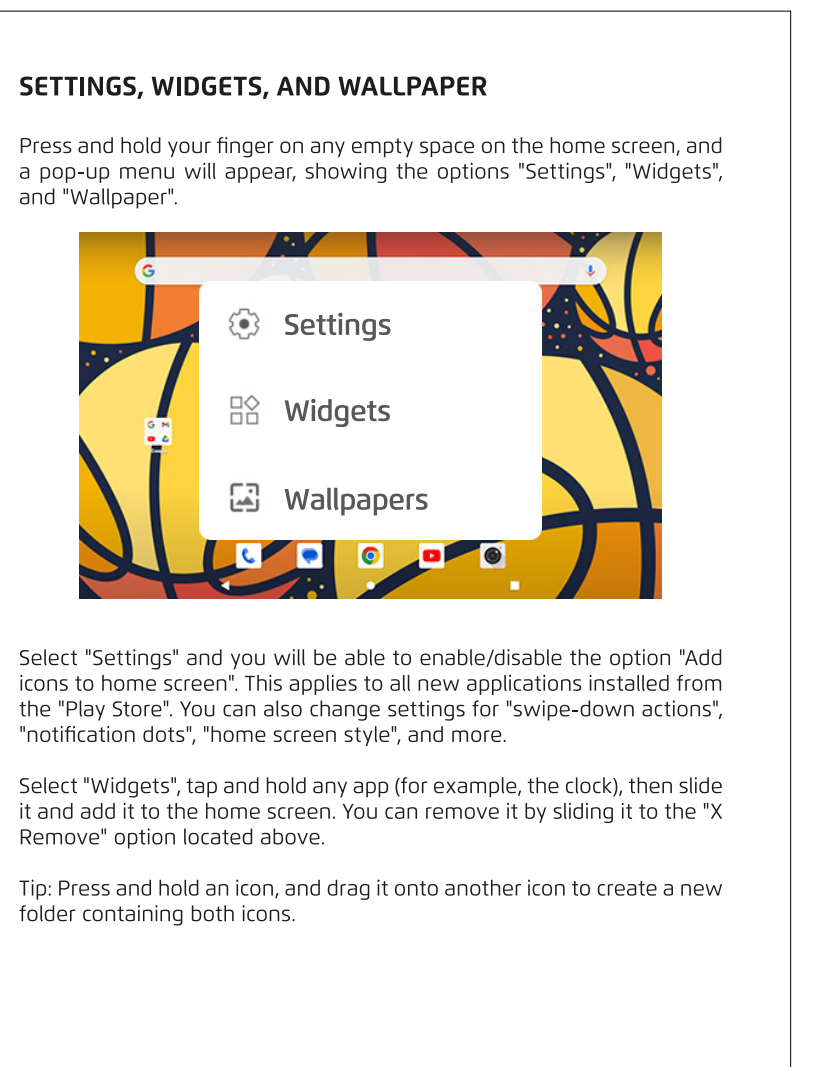 SETTINGS, WIDGETS, AND WALLPAPER
Press and hold your finger on any empty space on the home screen, and
a pop-up menu will appear, showing the options "Settings", "Widgets",
and "Wallpaper".
Settings
Widgets
Wallpapers
Select "Settings" and you will be able to enable/disable the option "Add
icons to home screen". This applies to all new applications installed from
the "Play Store". You can also change settings for "swipe-down actions",
"notification dots", "home screen style", and more.
Select "Widgets", tap and hold any app (for example, the clock), then slide
it and add it to the home screen. You can remove it by sliding it to the "X
Remove" option located above.
Tip: Press and hold an icon, and drag it onto another icon to create a new
folder containing both icons.